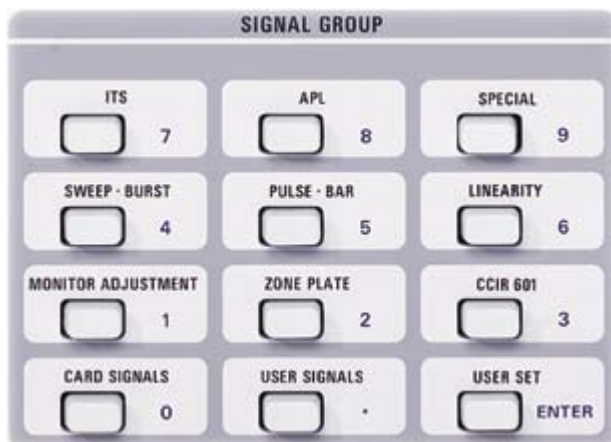 SIGNAL GROUP
ITS APL SPECIAL
7 8 9
SWEEP · BURST PULSE · BAR LINEARITY
4 5 6
MONITOR ADJUSTMENT ZONE PLATE CCIR 601
1 2 3
CARD SIGNALS USER SIGNALS USER SET
0 · ENTER